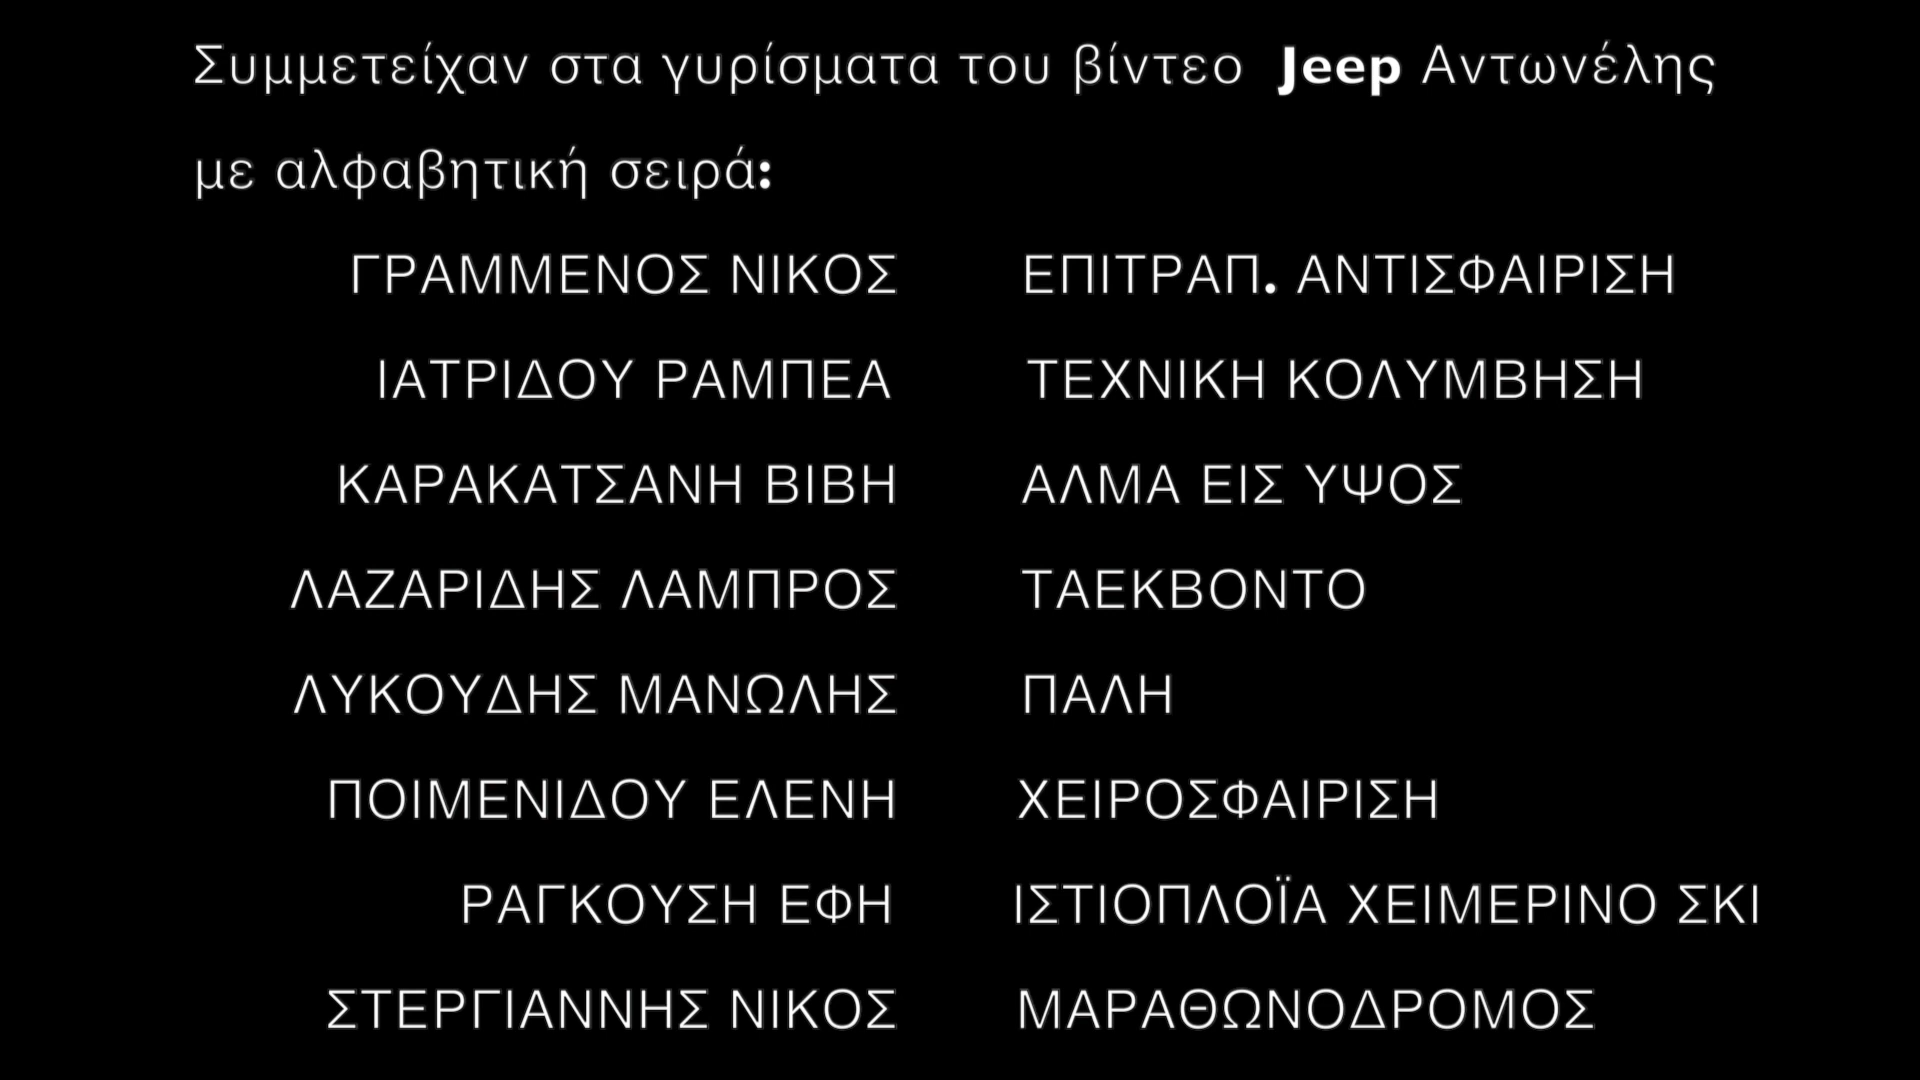 Συμμετείχαν στα γυρίσματα του βίντεο Jeep Αντωνέλης
με αλφαβητική σειρά:
ΓΡΑΜΜΕΝΟΣ ΝΙΚΟΣ ΕΠΙΤΡΑΠ. ΑΝΤΙΣΦΑΙΡΙΣΗ
ΙΑΤΡΙΔΟΥ ΡΑΜΠΕΑ ΤΕΧΝΙΚΗ ΚΟΛΥΜΒΗΣΗ
ΚΑΡΑΚΑΤΣΑΝΗ ΒΙΒΗ ΑΛΜΑ ΕΙΣ ΥΨΟΣ
ΛΑΖΑΡΙΔΗΣ ΛΑΜΠΡΟΣ ΤΑΕΚΒΟΝΤΟ
ΛΥΚΟΥΔΗΣ ΜΑΝΩΛΗΣ ΠΑΛΗ
ΠΟΙΜΕΝΙΔΟΥ ΕΛΕΝΗ ΧΕΙΡΟΣΦΑΙΡΙΣΗ
ΡΑΓΚΟΥΣΗ ΕΦΗ ΙΣΤΙΟΠΛΟΪΑ ΧΕΙΜΕΡΙΝΟ ΣΚΙ
ΣΤΕΡΓΙΑΝΝΗΣ ΝΙΚΟΣ ΜΑΡΑΘΩΝΟΔΡΟΜΟΣ